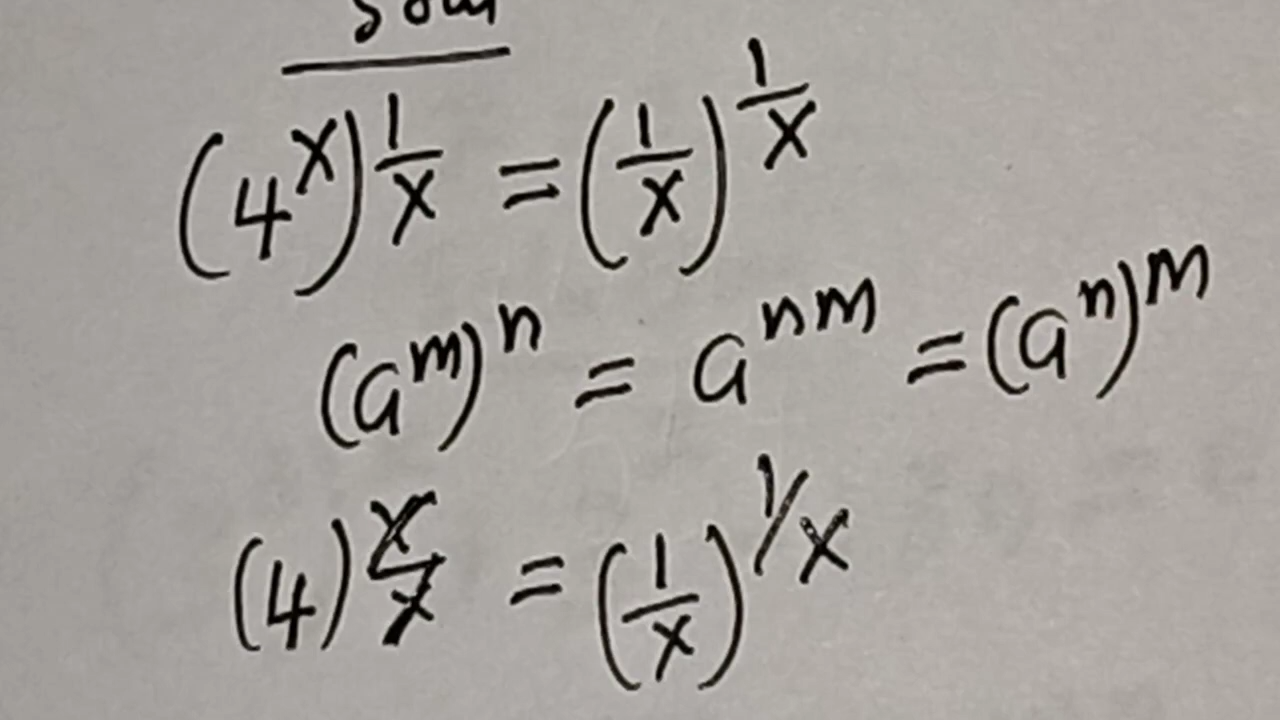 (4^x)^(1/x) = (1/x)^(1/x)
(a^m)^n = a^(nm) = (a^n)^m
(4)^(x/x) = (1/x)^(1/x)